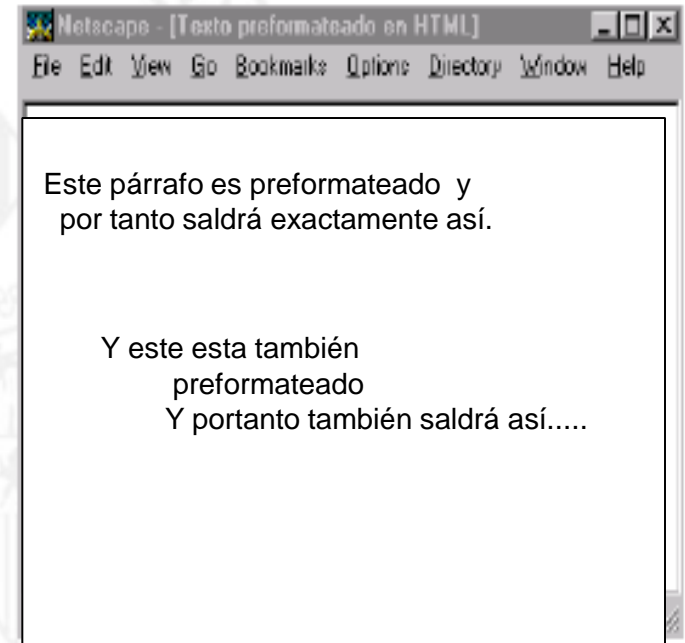 Netscape - [Texto preformateado en HTML]
File Edit View Go Bookmarks Options Directory Window Help
Este párrafo es preformateado y
por tanto saldrá exactamente así.
Y este esta también
preformateado
Y portanto también saldrá así.....